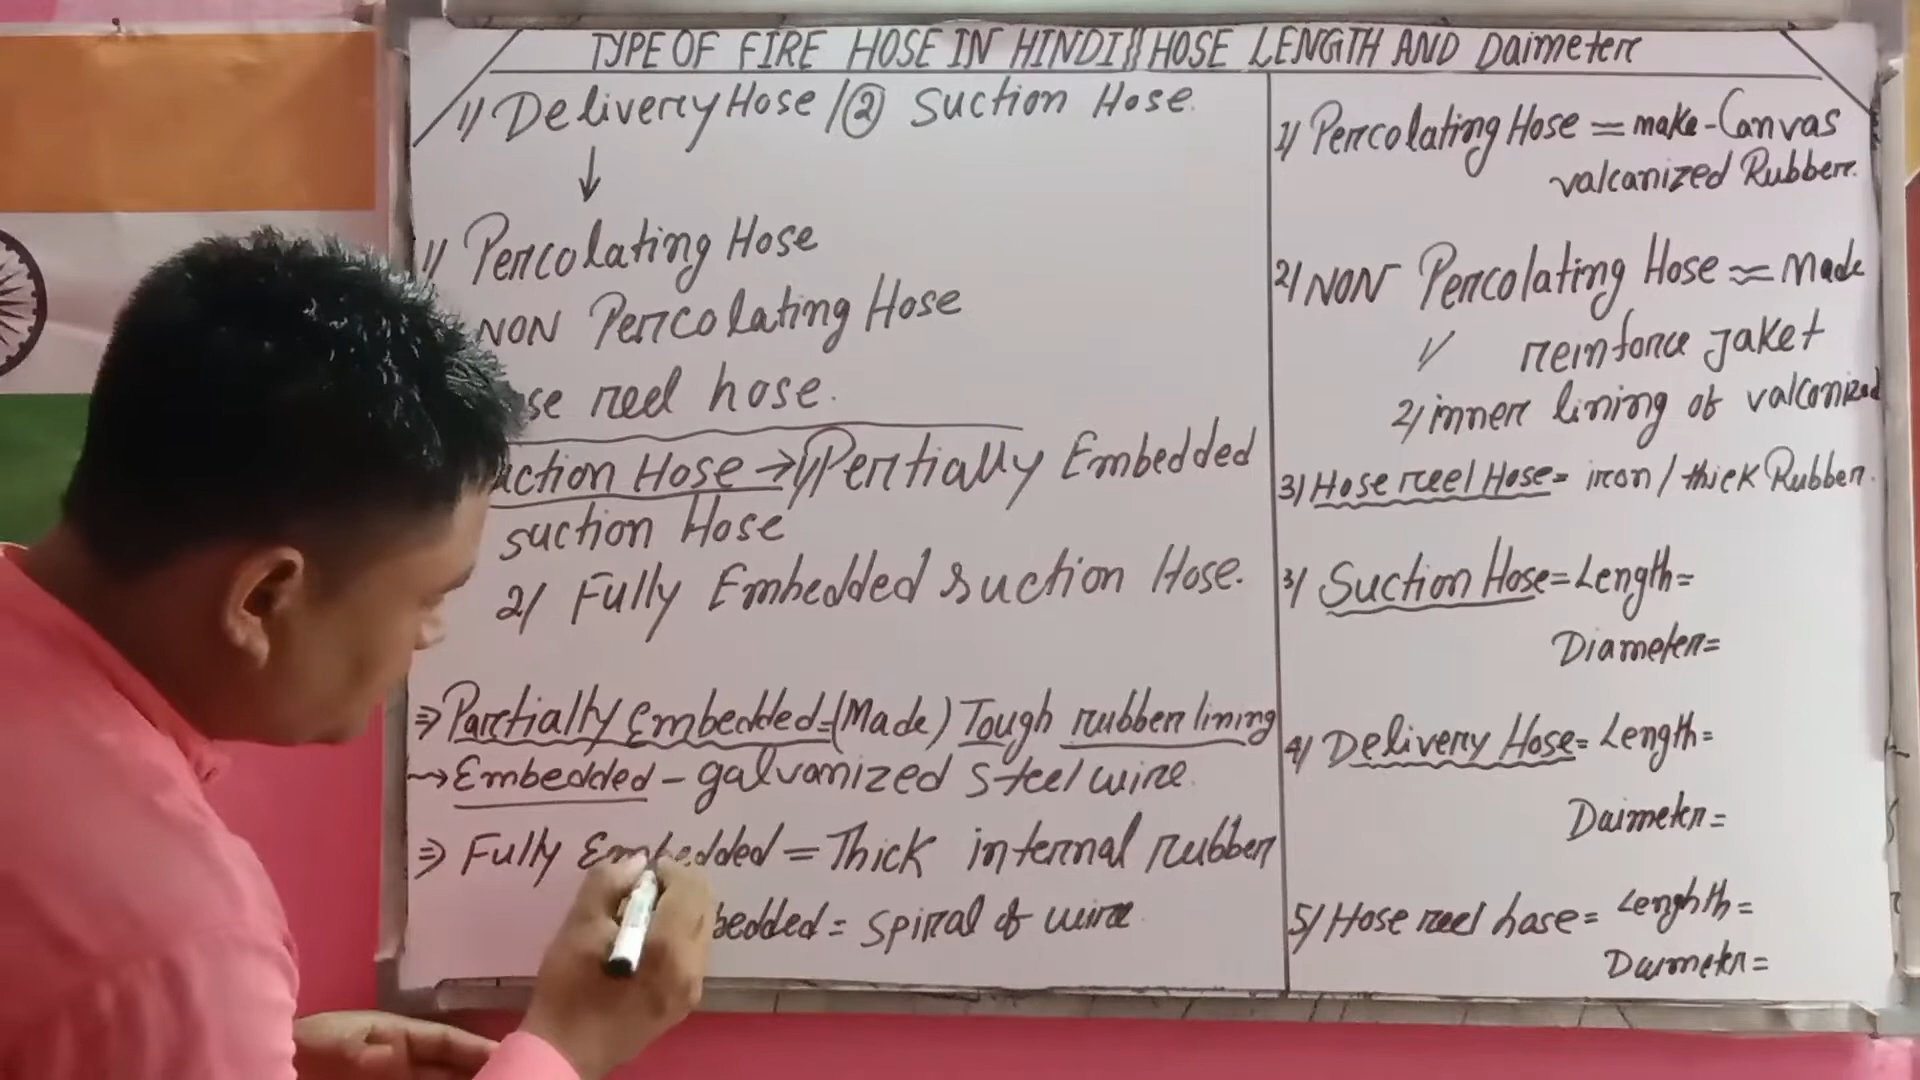 TYPE OF FIRE HOSE IN HINDI || HOSE LENGTH AND Daimeterr
1) Delivery Hose / ② Suction Hose.
↓
1) Percolating Hose
NON Percolating Hose
se reel hose.
uction Hose → 1) Pertially Embedded
suction Hose
2) Fully Embedded suction Hose.
⇒ Partially Embedded = (Made) Tough rubber lining
→ Embedded - galvanized steel wire.
⇒ Fully Embedded = Thick internal rubber
bedded = spiral of wire
1) Percolating Hose = make - Canvas
valcanized Rubber.
2) NON Percolating Hose = Made
1) reinforce Jaket
2) inner lining of valconized
3) Hose reel Hose = iron / thick Rubber.
3) Suction Hose = Length =
Diameter =
4) Delivery Hose = Length =
Daimeter =
5) Hose reel hose = Lenghth =
Daimeter =